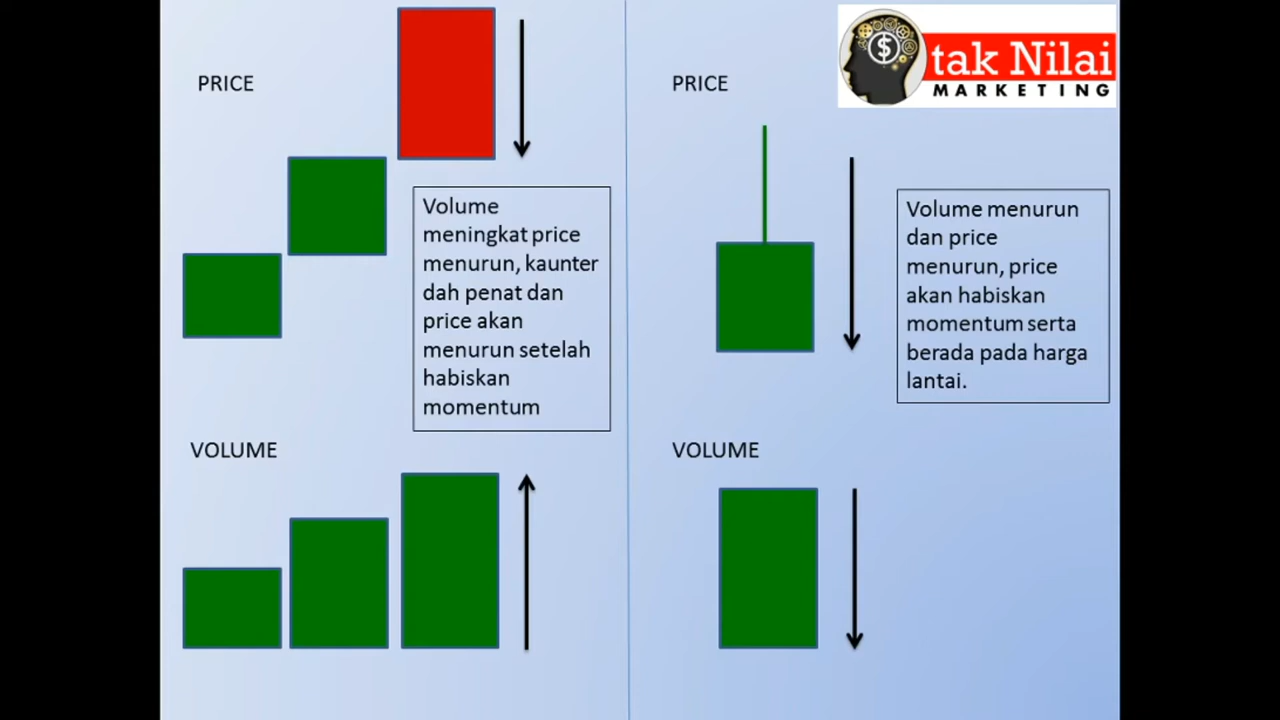 PRICE
Volume
meningkat price
menurun, kaunter
dah penat dan
price akan
menurun setelah
habiskan
momentum
VOLUME
$
tak Nilai
MARKETING
PRICE
Volume menurun
dan price
menurun, price
akan habiskan
momentum serta
berada pada harga
lantai.
VOLUME